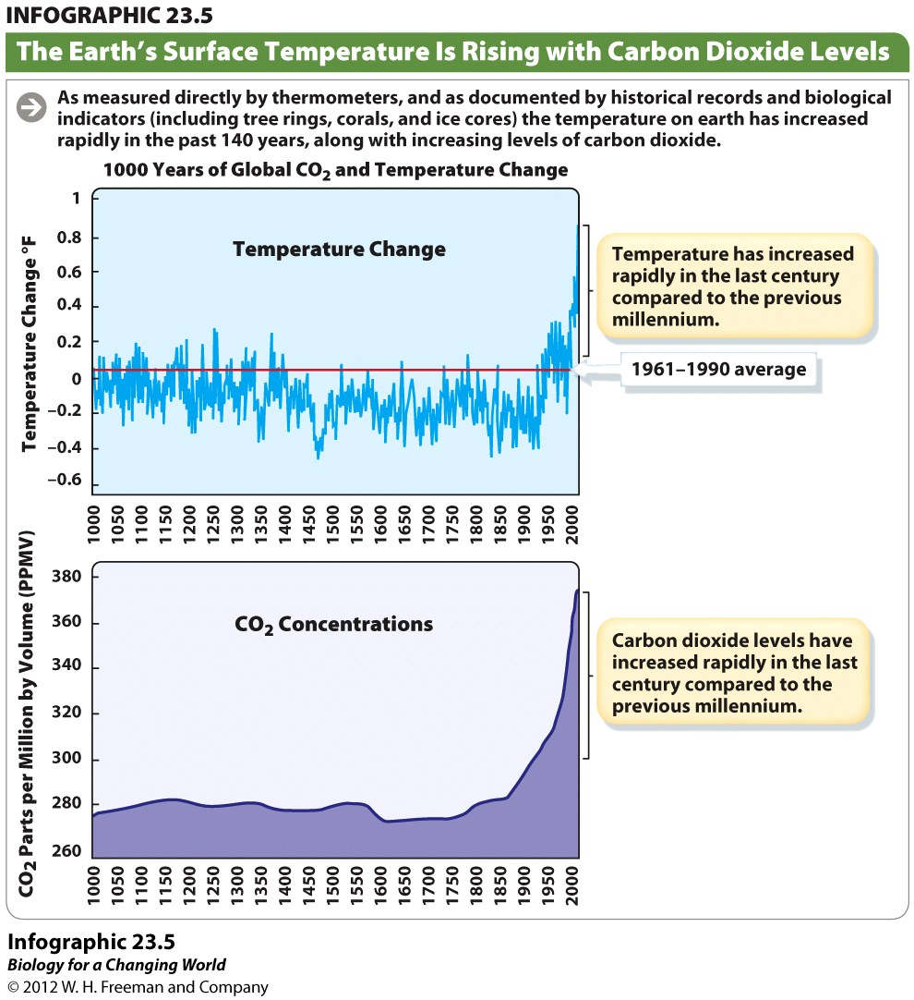 INFOGRAPHIC 23.5
The Earth's Surface Temperature Is Rising with Carbon Dioxide Levels
As measured directly by thermometers, and as documented by historical records and biological
indicators (including tree rings, corals, and ice cores) the temperature on earth has increased
rapidly in the past 140 years, along with increasing levels of carbon dioxide.
1000 Years of Global CO₂ and Temperature Change
Temperature Change °F
1
0.8
0.6
0.4
0.2
0
–0.2
–0.4
–0.6
Temperature Change
Temperature has increased
rapidly in the last century
compared to the previous
millennium.
1961–1990 average
1000 1050 1100 1150 1200 1250 1300 1350 1400 1450 1500 1550 1600 1650 1700 1750 1800 1850 1900 1950 2000
CO₂ Parts per Million by Volume (PPMV)
380
360
340
320
300
280
260
CO₂ Concentrations
Carbon dioxide levels have
increased rapidly in the last
century compared to the
previous millennium.
1000 1050 1100 1150 1200 1250 1300 1350 1400 1450 1500 1550 1600 1650 1700 1750 1800 1850 1900 1950 2000
Infographic 23.5
Biology for a Changing World
© 2012 W. H. Freeman and Company